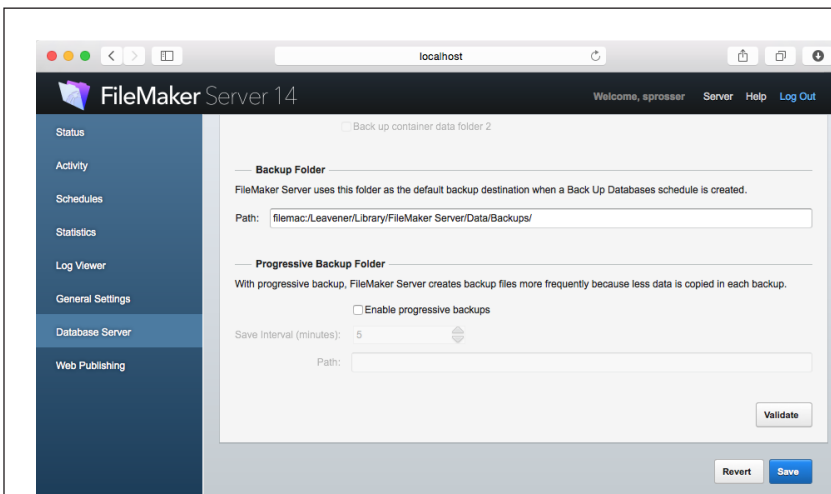 localhost
FileMaker Server 14
Welcome, sprosser Server Help Log Out
Status
Activity
Schedules
Statistics
Log Viewer
General Settings
Database Server
Web Publishing
Back up container data folder 2
Backup Folder
FileMaker Server uses this folder as the default backup destination when a Back Up Databases schedule is created.
Path: filemac:/Leavener/Library/FileMaker Server/Data/Backups/
Progressive Backup Folder
With progressive backup, FileMaker Server creates backup files more frequently because less data is copied in each backup.
Enable progressive backups
Save Interval (minutes): 5
Path:
Validate
Revert Save